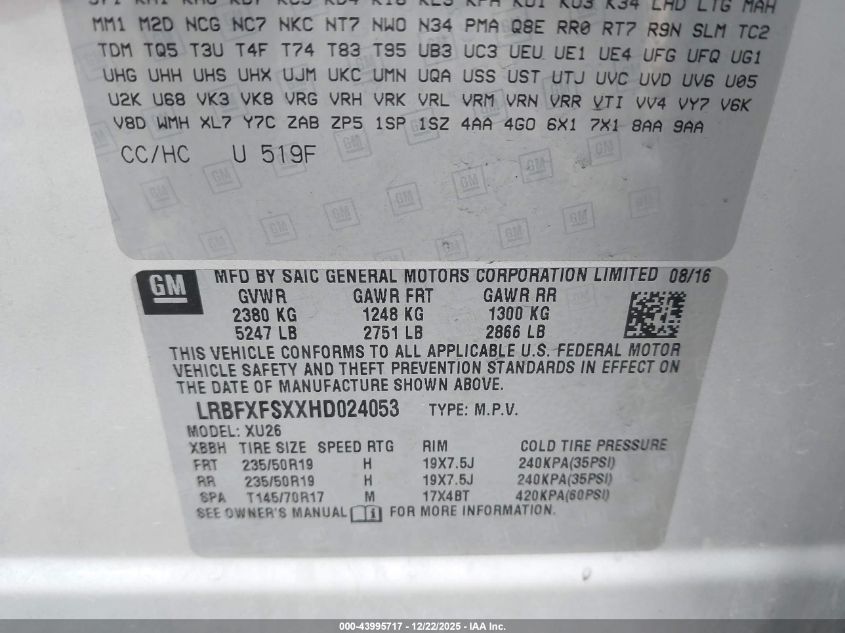 MM1 M2D NCG NC7 NKC NT7 NWO N34 PMA Q8E RR0 RT7 R9N SLM TC2
TDM TQ5 T3U T4F T74 T83 T95 UB3 UC3 UEU UE1 UE4 UFG UFQ UG1
UHG UHH UHS UHX UJM UKC UMN UQA USS UST UTJ UVC UVD UV6 U05
U2K U68 VK3 VK8 VRG VRH VRK VRL VRM VRN VRR VTI VV4 VY7 V6K
V8D WMH XL7 Y7C ZAB ZP5 1SP 1SZ 4AA 4G0 6X1 7X1 8AA 9AA
CC/HC U 519F
GM MFD BY SAIC GENERAL MOTORS CORPORATION LIMITED 08/16
GVWR GAWR FRT GAWR RR
2380 KG 1248 KG 1300 KG
5247 LB 2751 LB 2866 LB
THIS VEHICLE CONFORMS TO ALL APPLICABLE U.S. FEDERAL MOTOR
VEHICLE SAFETY AND THEFT PREVENTION STANDARDS IN EFFECT ON
THE DATE OF MANUFACTURE SHOWN ABOVE.
LRBFXFSXXHD024053 TYPE: M.P.V.
MODEL: XU26
XBBH TIRE SIZE SPEED RTG RIM COLD TIRE PRESSURE
FRT 235/50R19 H 19X7.5J 240KPA(35PSI)
RR 235/50R19 H 19X7.5J 240KPA(35PSI)
SPA T145/70R17 M 17X4BT 420KPA(60PSI)
SEE OWNER'S MANUAL FOR MORE INFORMATION.
000-43995717 - 12/22/2025 - IAA Inc.